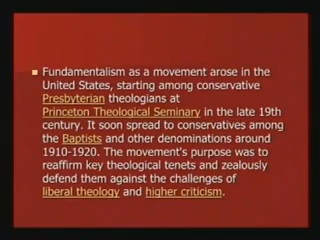 Fundamentalism as a movement arose in the
United States, starting among conservative
Presbyterian theologians at
Princeton Theological Seminary in the late 19th
century. It soon spread to conservatives among
the Baptists and other denominations around
1910-1920. The movement's purpose was to
reaffirm key theological tenets and zealously
defend them against the challenges of
liberal theology and higher criticism.